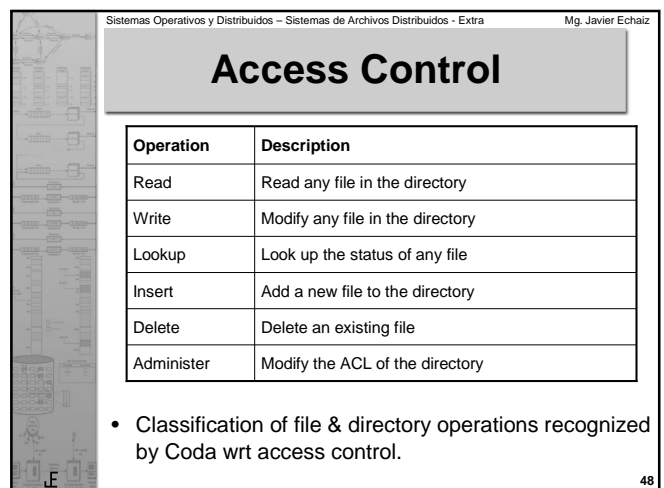 Sistemas Operativos y Distribuidos – Sistemas de Archivos Distribuidos - Extra Mg. Javier Echaiz
Access Control
Operation Description
Read Read any file in the directory
Write Modify any file in the directory
Lookup Look up the status of any file
Insert Add a new file to the directory
Delete Delete an existing file
Administer Modify the ACL of the directory
• Classification of file & directory operations recognized
by Coda wrt access control.
JE
48